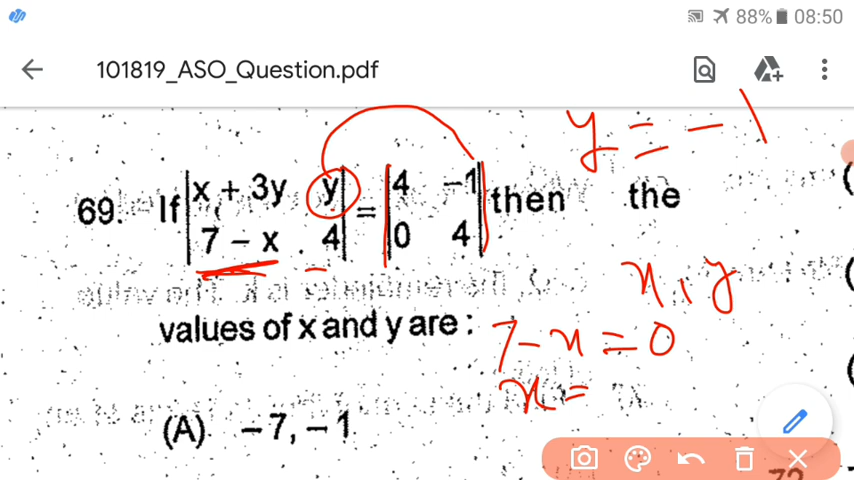 88% 08:50
101819_ASO_Question.pdf
y = -1
69. If |x + 3y y| = |4 -1| then the
|7 - x 4| |0 4|
x, y
values of x and y are :
7 - x = 0
x =
(A) -7, -1